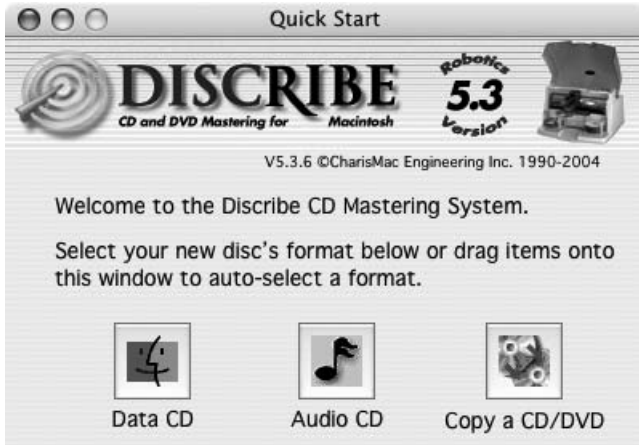 Quick Start
DISCRIBE
CD and DVD Mastering for Macintosh
Robotics
5.3
Version
V5.3.6 ©CharisMac Engineering Inc. 1990-2004
Welcome to the Discribe CD Mastering System.
Select your new disc's format below or drag items onto
this window to auto-select a format.
Data CD Audio CD Copy a CD/DVD